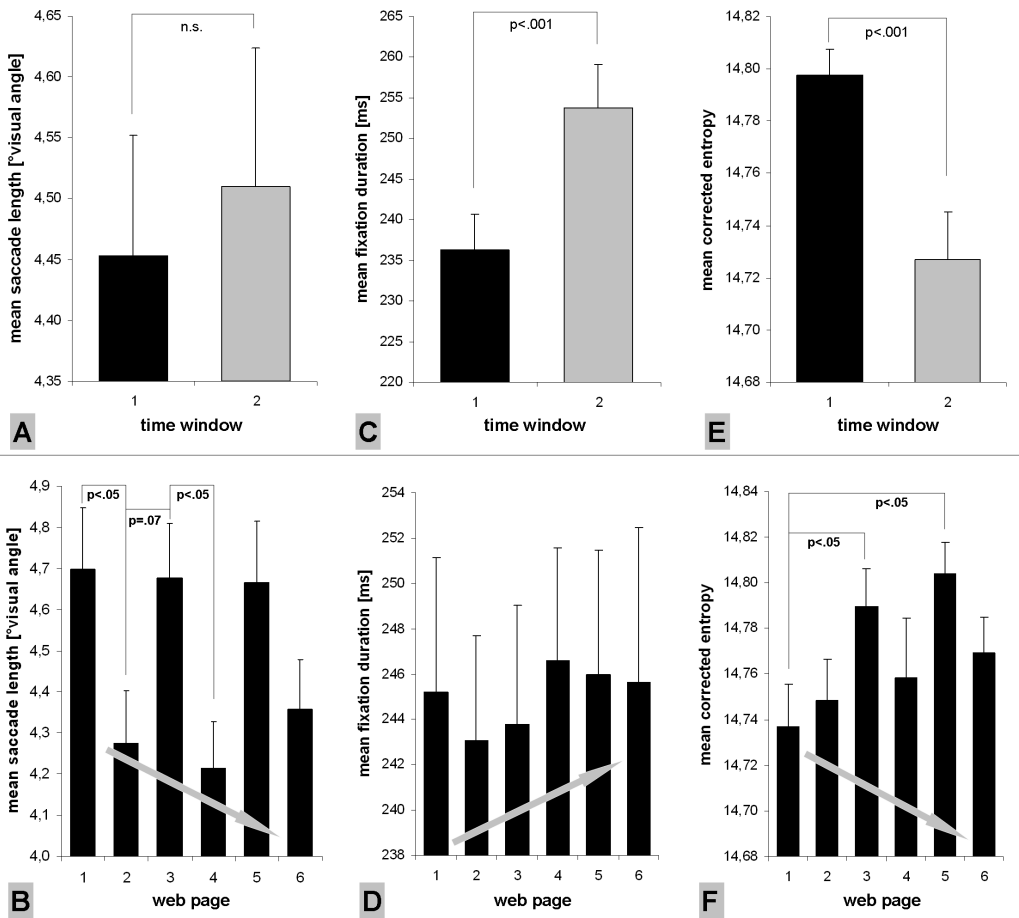 mean saccade length [°visual angle]
4,65
4,60
4,55
4,50
4,45
4,40
4,35
n.s.
1 2
time window
A
mean fixation duration [ms]
265
260
255
250
245
240
235
230
225
220
p<.001
1 2
time window
C
mean corrected entropy
14,82
14,80
14,78
14,76
14,74
14,72
14,70
14,68
p<.001
1 2
time window
E
mean saccade length [°visual angle]
4,9
4,8
4,7
4,6
4,5
4,4
4,3
4,2
4,1
4,0
p<.05
p=.07
p<.05
1 2 3 4 5 6
web page
B
mean fixation duration [ms]
254
252
250
248
246
244
242
240
238
1 2 3 4 5 6
web page
D
mean corrected entropy
14,84
14,82
14,80
14,78
14,76
14,74
14,72
14,70
14,68
p<.05
p<.05
1 2 3 4 5 6
web page
F